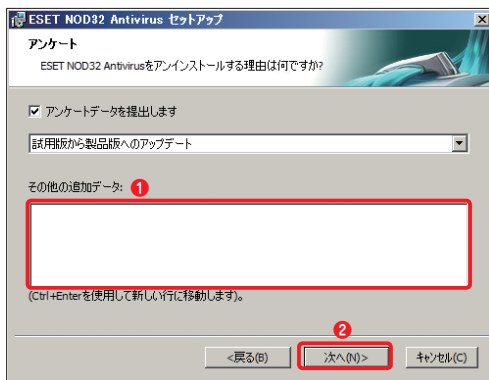 ESET NOD32 Antivirus セットアップ
アンケート
ESET NOD32 Antivirusをアンインストールする理由は何ですか?
アンケートデータを提出します
試用版から製品版へのアップデート
その他の追加データ: 1
(Ctrl+Enterを使用して新しい行に移動します)。
2
<戻る(B) 次へ(N)> キャンセル(C)